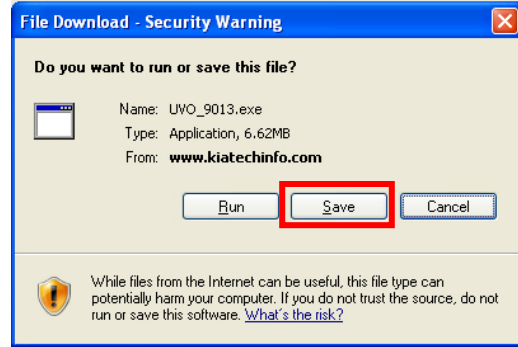 File Download - Security Warning
Do you want to run or save this file?
Name: UVO_9013.exe
Type: Application, 6.62MB
From: www.kiatechinfo.com
Run Save Cancel
While files from the Internet can be useful, this file type can
potentially harm your computer. If you do not trust the source, do not
run or save this software. What's the risk?